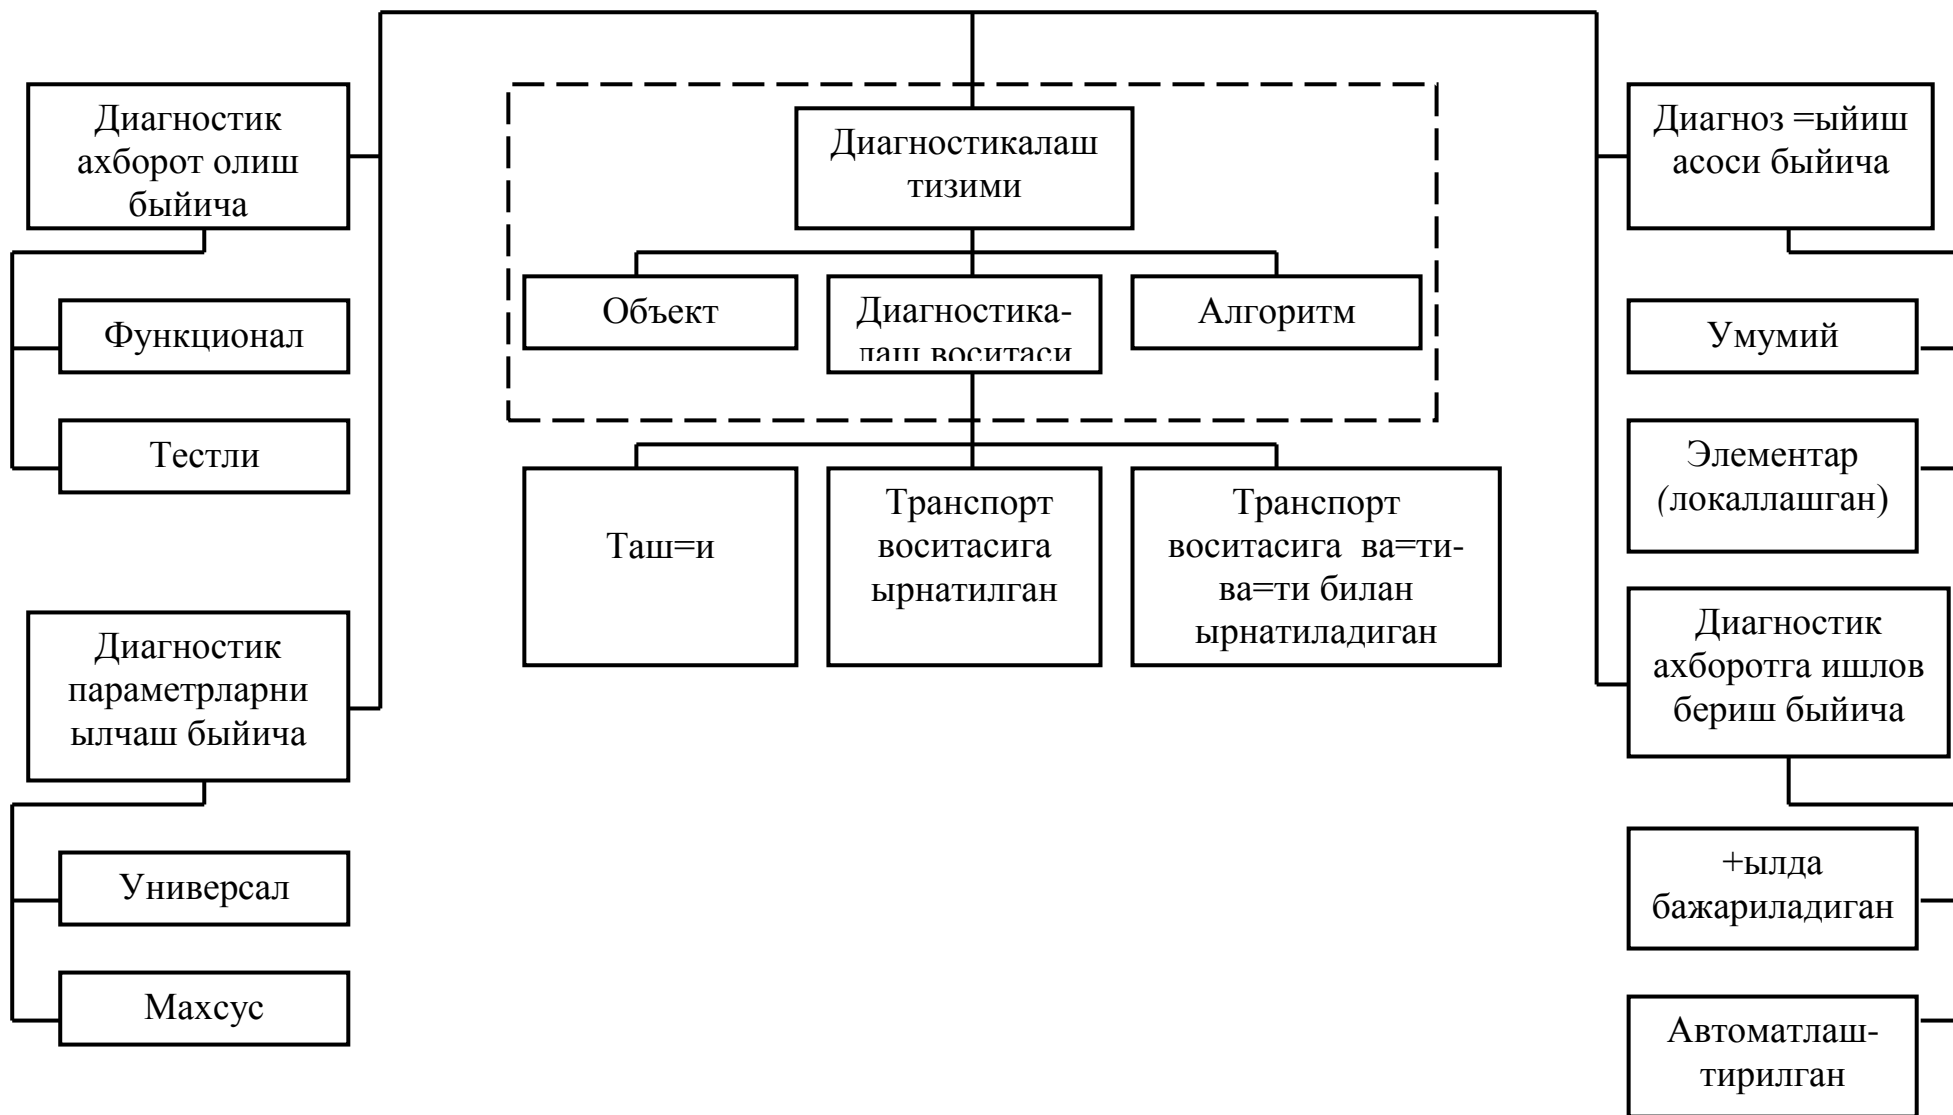 Диагностик
ахборот олиш
быйича
Функционал
Тестли
Диагностик
параметрларни
ылчаш быйича
Универсал
Махсус
Диагностикалаш
тизими
Объект
Диагностика-
лаш воситаси
Алгоритм
Таш=и
Транспорт
воситасига
ырнатилган
Транспорт
воситасига ва=ти-
ва=ти билан
ырнатиладиган
Диагноз =ыйиш
асоси быйича
Умумий
Элементар
(локаллашган)
Диагностик
ахборотга ишлов
бериш быйича
+ылда
бажариладиган
Автоматлаш-
тирилган